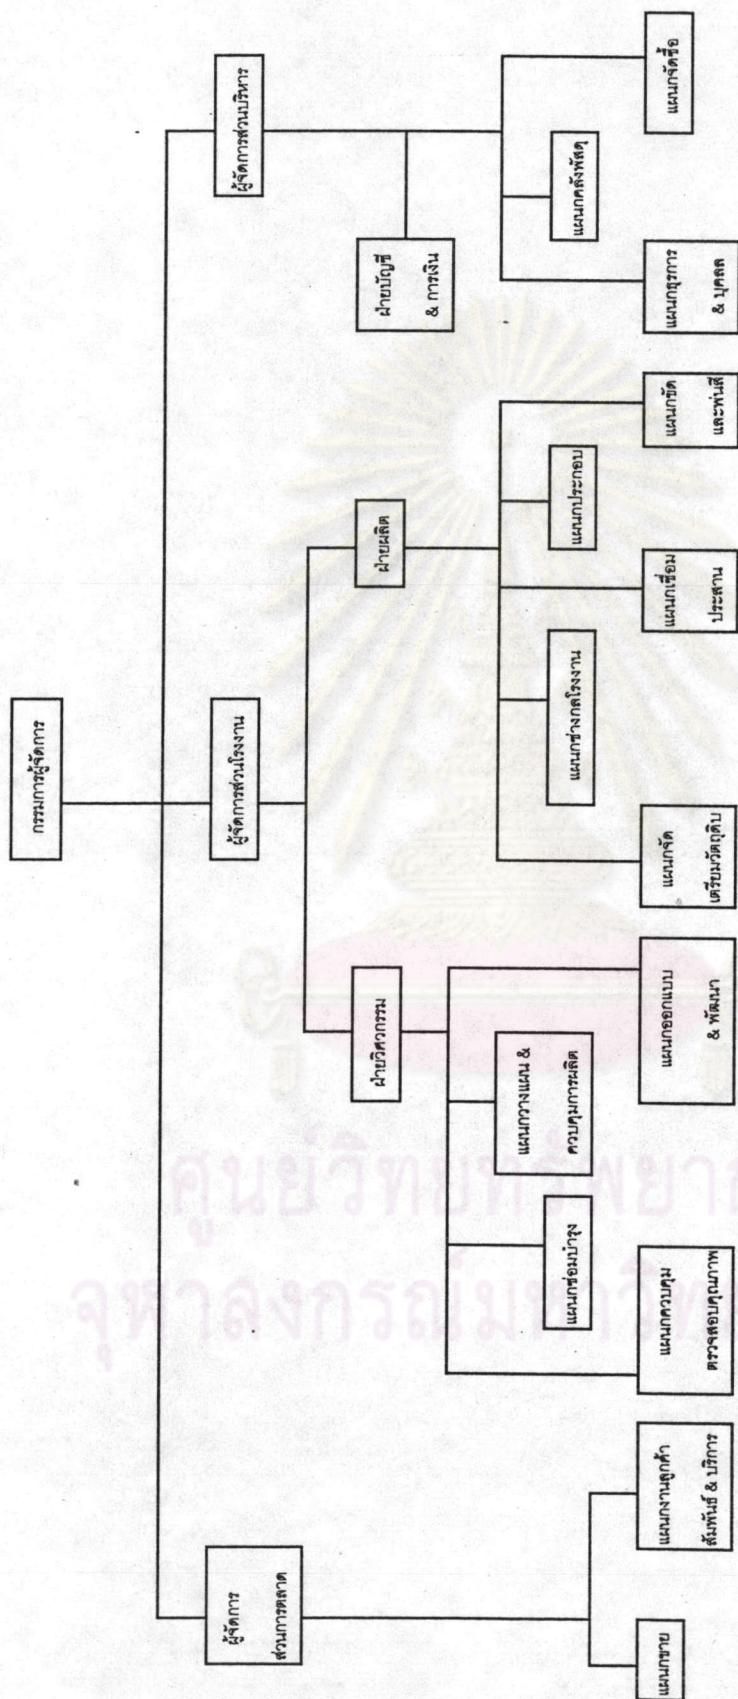 กรรมการผู้จัดการ
ผู้จัดการ
ส่วนการตลาด
ผู้จัดการส่วนโรงงาน
ผู้จัดการส่วนบริหาร
ฝ่ายวิศวกรรม
ฝ่ายผลิต
ฝ่ายบัญชี
& การเงิน
แผนกขาย
แผนกงานลูกค้า
สัมพันธ์ & บริการ
แผนกควบคุม
ตรวจสอบคุณภาพ
แผนกซ่อมบำรุง
แผนกวางแผน &
ควบคุมการผลิต
แผนกออกแบบ
& พัฒนา
แผนกจัด
เตรียมวัตถุดิบ
แผนกช่างกลโรงงาน
แผนกเชื่อม
ประสาน
แผนกประกอบ
แผนกขัด
และพ่นสี
แผนกธุรการ
& บุคคล
แผนกคลังพัสดุ
แผนกจัดซื้อ
ศูนย์วิทยทรัพยาก
จุฬาลงกรณ์มหาวิทย